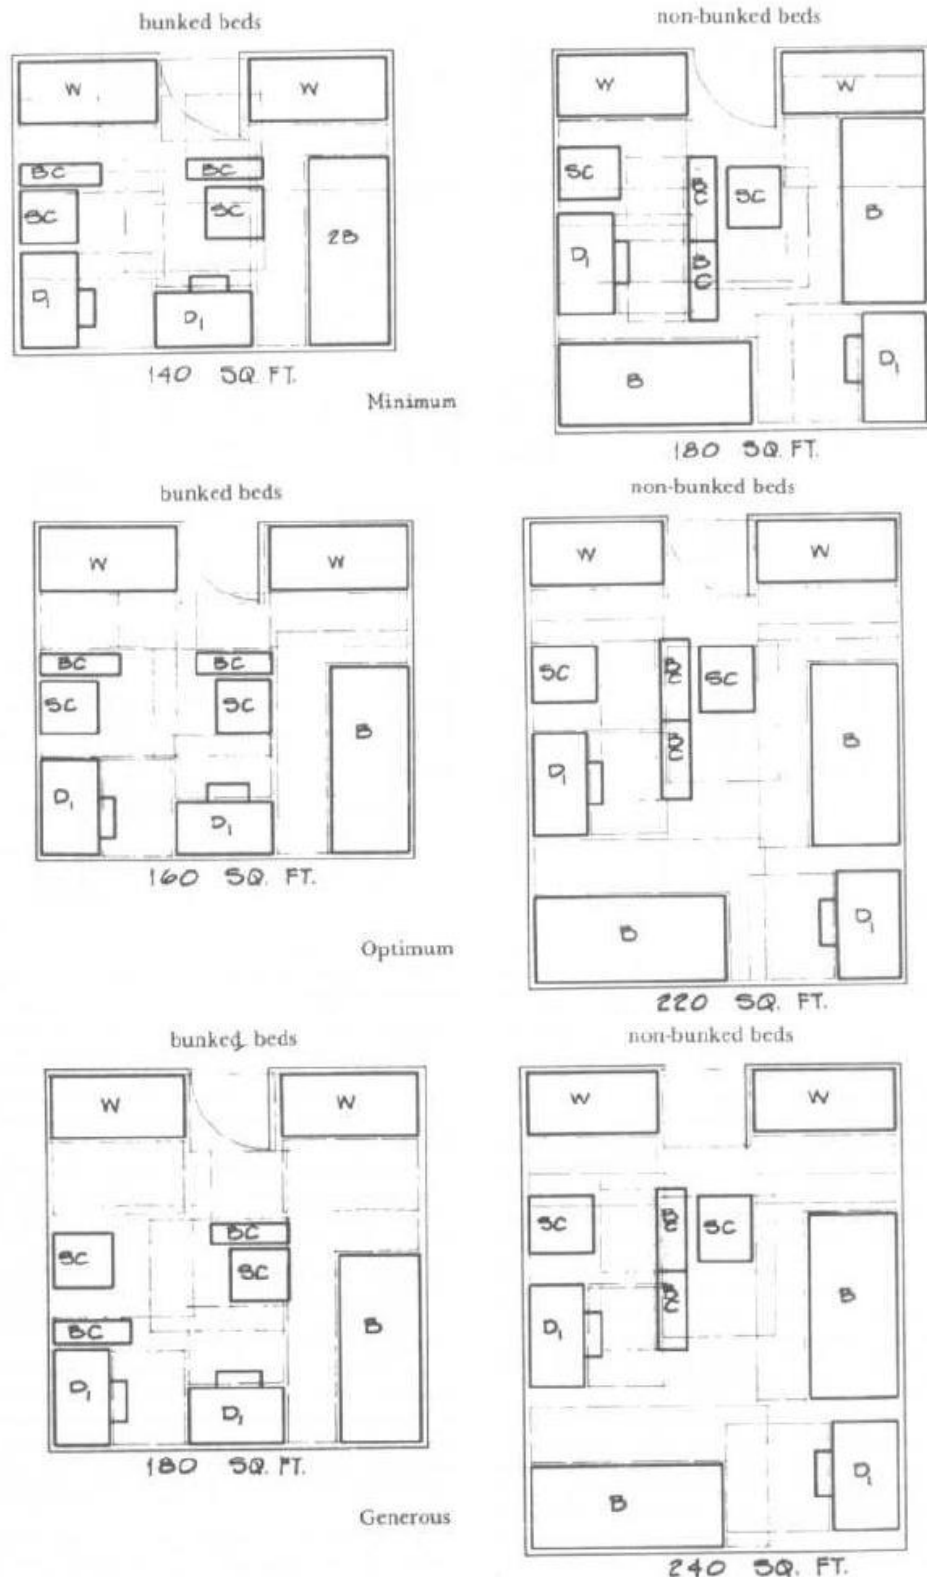 bunked beds
W
W
BC
BC
SC
SC
2B
D1
D1
140 SQ. FT.
non-bunked beds
W
W
SC
BC
SC
B
D1
BC
D1
B
180 SQ. FT.
Minimum
bunked beds
W
W
BC
BC
SC
SC
B
D1
D1
160 SQ. FT.
non-bunked beds
W
W
SC
BC
SC
B
D1
BC
D1
B
220 SQ. FT.
Optimum
bunked beds
W
W
BC
SC
SC
BC
B
D1
D1
180 SQ. FT.
non-bunked beds
W
W
SC
BC
SC
BC
B
D1
D1
B
240 SQ. FT.
Generous